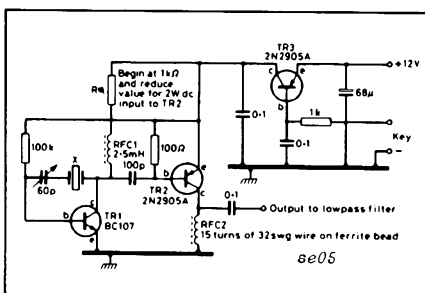 R* Begin at 1kΩ
and reduce
value for 2W dc
input to TR2
TR3
2N2905A
c
e
b
+12V
0·1
1k
68μ
0·1
Key
−
100k
RFC1
2·5mH
100Ω
X
100p
60p
b
TR2
2N2905A
e
c
c
b
TR1
BC107
e
0·1
Output to lowpass filter
RFC2
15 turns of 32swg wire on ferrite bead
se05